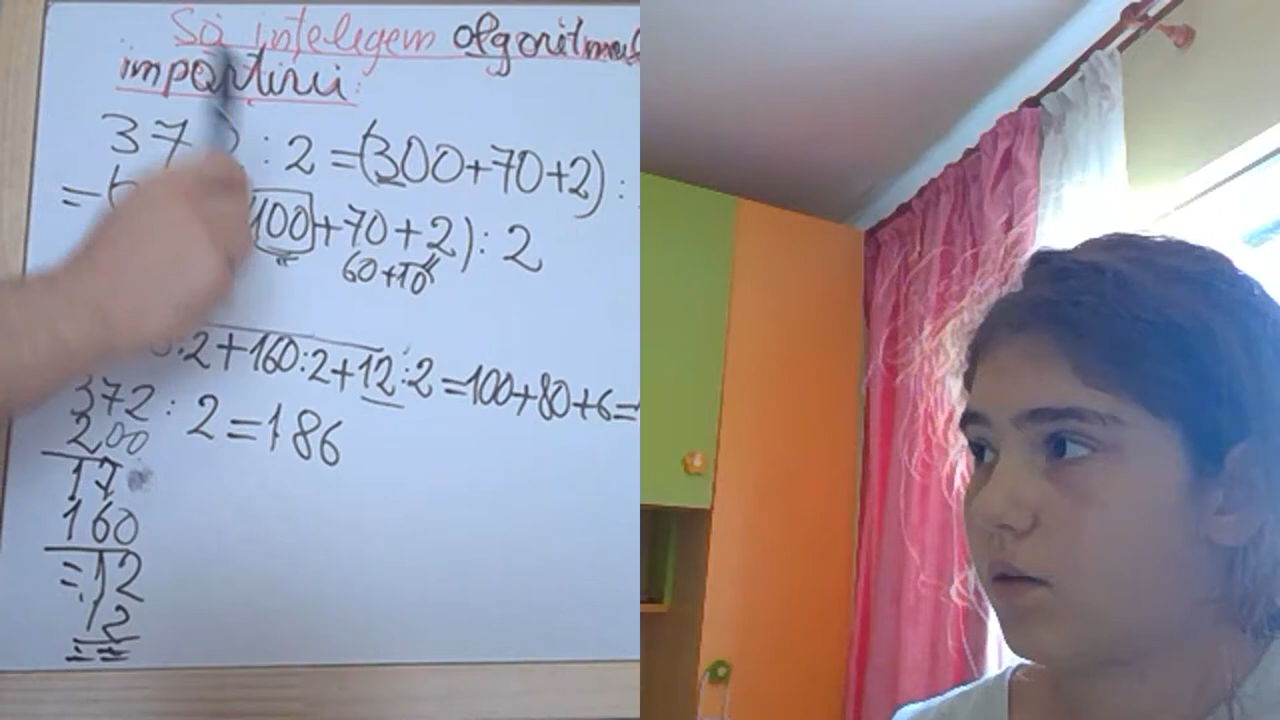 Să înțelegem algoritmul
împărțirii:
37 : 2 = (300+70+2) :
= ( 100+70+2) : 2
60+10
:2+160:2+12:2=100+80+6=
372 : 2 = 186
200
17
160
= 12
12
= =